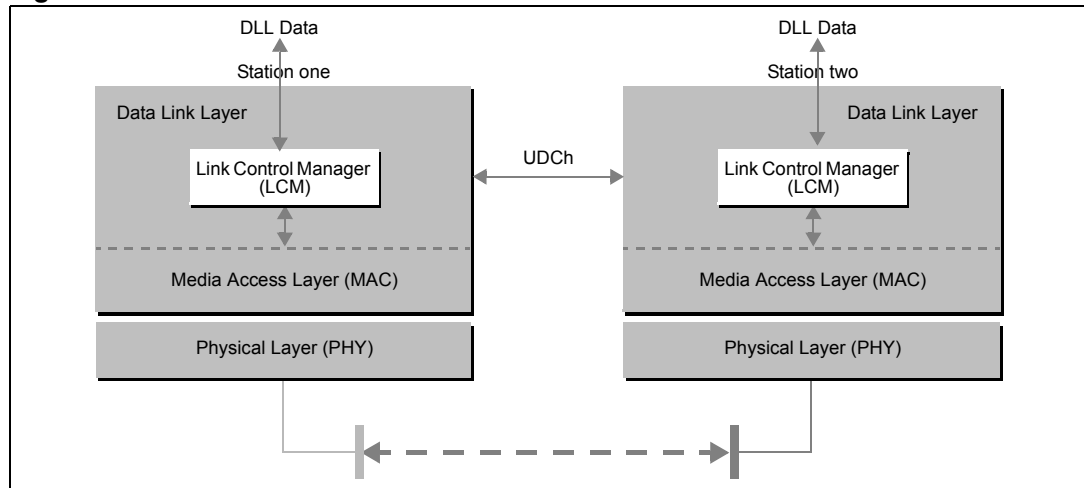 DLL Data
Station one
Data Link Layer
Link Control Manager
(LCM)
Media Access Layer (MAC)
Physical Layer (PHY)
UDCh
DLL Data
Station two
Data Link Layer
Link Control Manager
(LCM)
Media Access Layer (MAC)
Physical Layer (PHY)